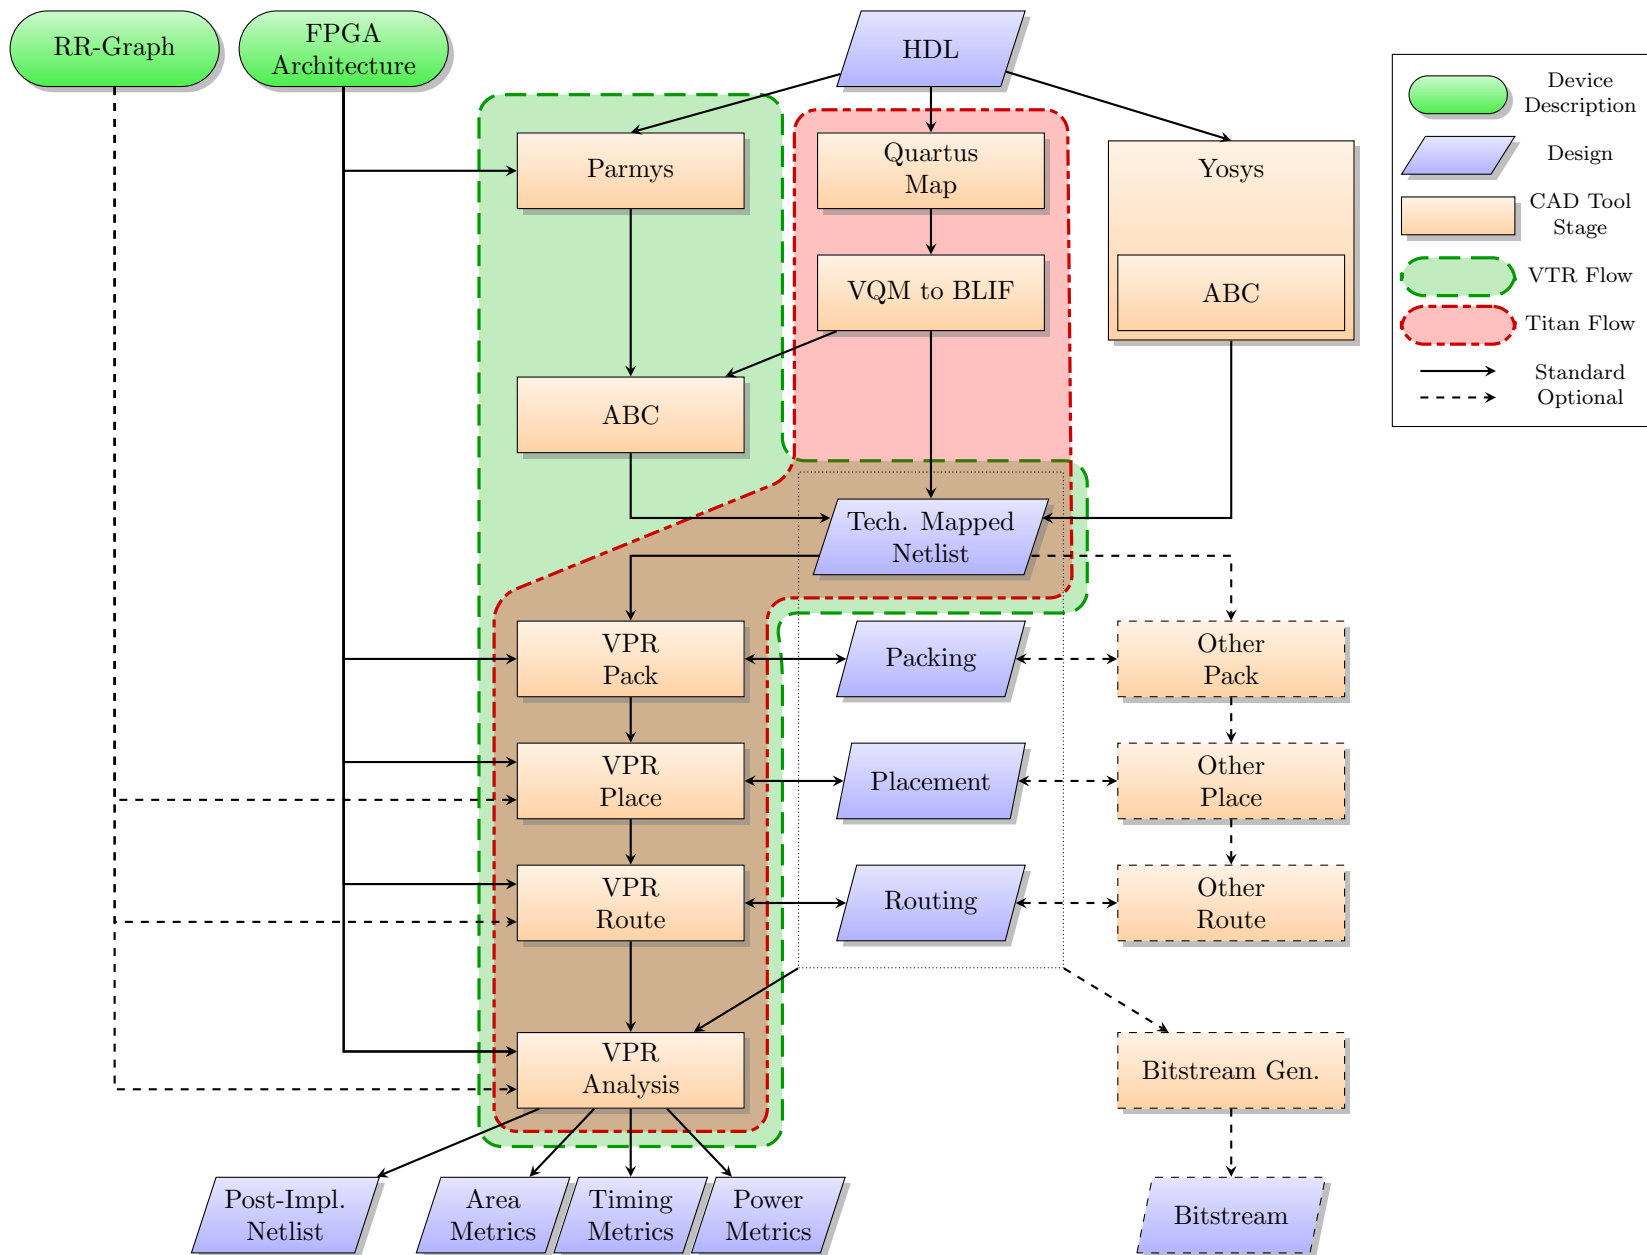 RR-Graph
FPGA
Architecture
HDL
Device
Description
Design
CAD Tool
Stage
VTR Flow
Titan Flow
Standard
Optional
Parmys
Quartus
Map
Yosys
VQM to BLIF
ABC
ABC
Tech. Mapped
Netlist
VPR
Pack
Packing
Other
Pack
VPR
Place
Placement
Other
Place
VPR
Route
Routing
Other
Route
VPR
Analysis
Bitstream Gen.
Post-Impl.
Netlist
Area
Metrics
Timing
Metrics
Power
Metrics
Bitstream